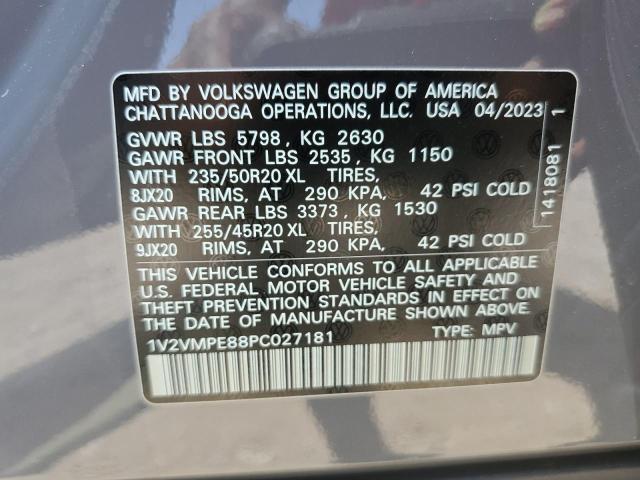 MFD BY VOLKSWAGEN GROUP OF AMERICA
CHATTANOOGA OPERATIONS, LLC. USA 04/2023
GVWR LBS 5798, KG 2630
GAWR FRONT LBS 2535, KG 1150
WITH 235/50R20 XL TIRES,
8JX20 RIMS, AT 290 KPA, 42 PSI COLD
GAWR REAR LBS 3373, KG 1530
WITH 255/45R20 XL TIRES,
9JX20 RIMS, AT 290 KPA, 42 PSI COLD
THIS VEHICLE CONFORMS TO ALL APPLICABLE
U.S. FEDERAL MOTOR VEHICLE SAFETY AND
THEFT PREVENTION STANDARDS IN EFFECT ON
THE DATE OF MANUFACTURE SHOWN ABOVE.
1V2VMPE88PC027181 TYPE: MPV
1418081 1